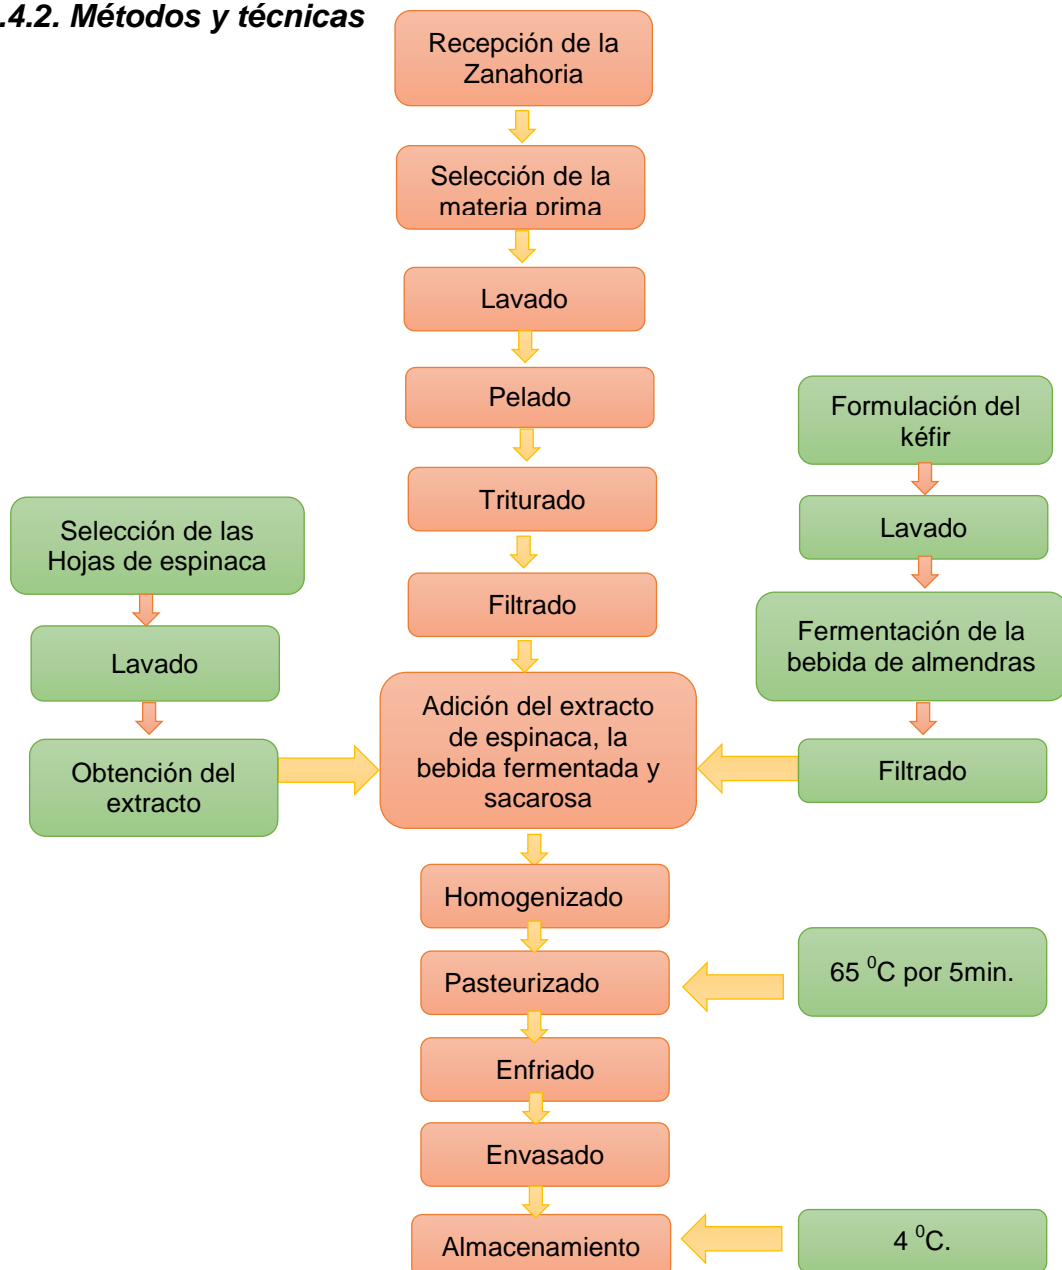 .4.2. Métodos y técnicas
Recepción de la
Zanahoria
Selección de la
materia prima
Lavado
Pelado
Triturado
Filtrado
Selección de las
Hojas de espinaca
Lavado
Obtención del
extracto
Formulación del
kéfir
Lavado
Fermentación de la
bebida de almendras
Filtrado
Adición del extracto
de espinaca, la
bebida fermentada y
sacarosa
Homogenizado
Pasteurizado
65 ⁰C por 5min.
Enfriado
Envasado
Almacenamiento
4 ⁰C.